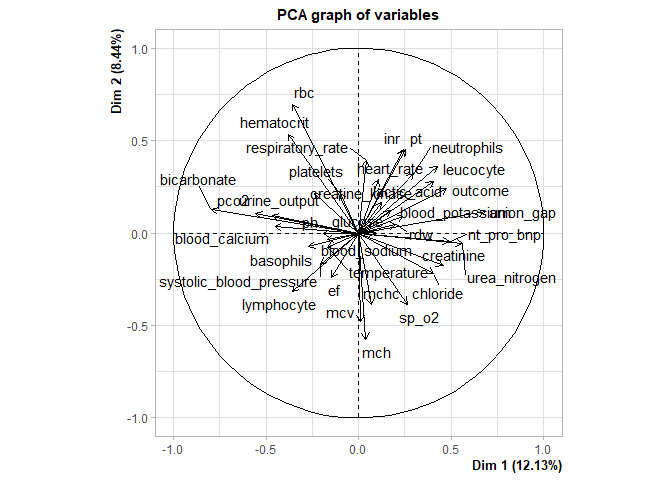 PCA graph of variables
Dim 2 (8.44%)
1.0
0.5
0.0
-0.5
-1.0
rbc
hematocrit
inr pt
respiratory_rate
neutrophils
platelets
heart_rate
leucocyte
bicarbonate
pco2
urine_output
creatine_kinase
lactic_acid
outcome
ph
glucose
blood_potassium
anion_gap
blood_calcium
rdw
nt_pro_bnp
basophils
blood_sodium
creatinine
systolic_blood_pressure
temperature
urea_nitrogen
lymphocyte
ef
mchc
chloride
mcv
sp_o2
mch
-1.0 -0.5 0.0 0.5 1.0
Dim 1 (12.13%)